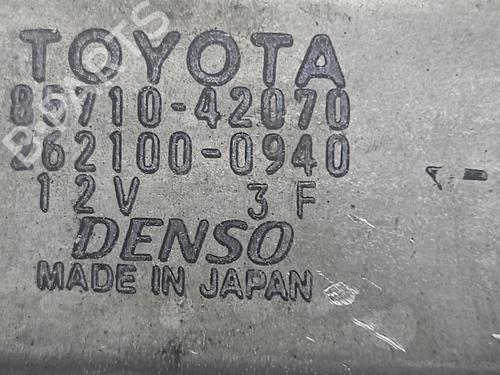 TOYOTA
85710-42070
262100-0940
12V 3F
DENSO
MADE IN JAPAN